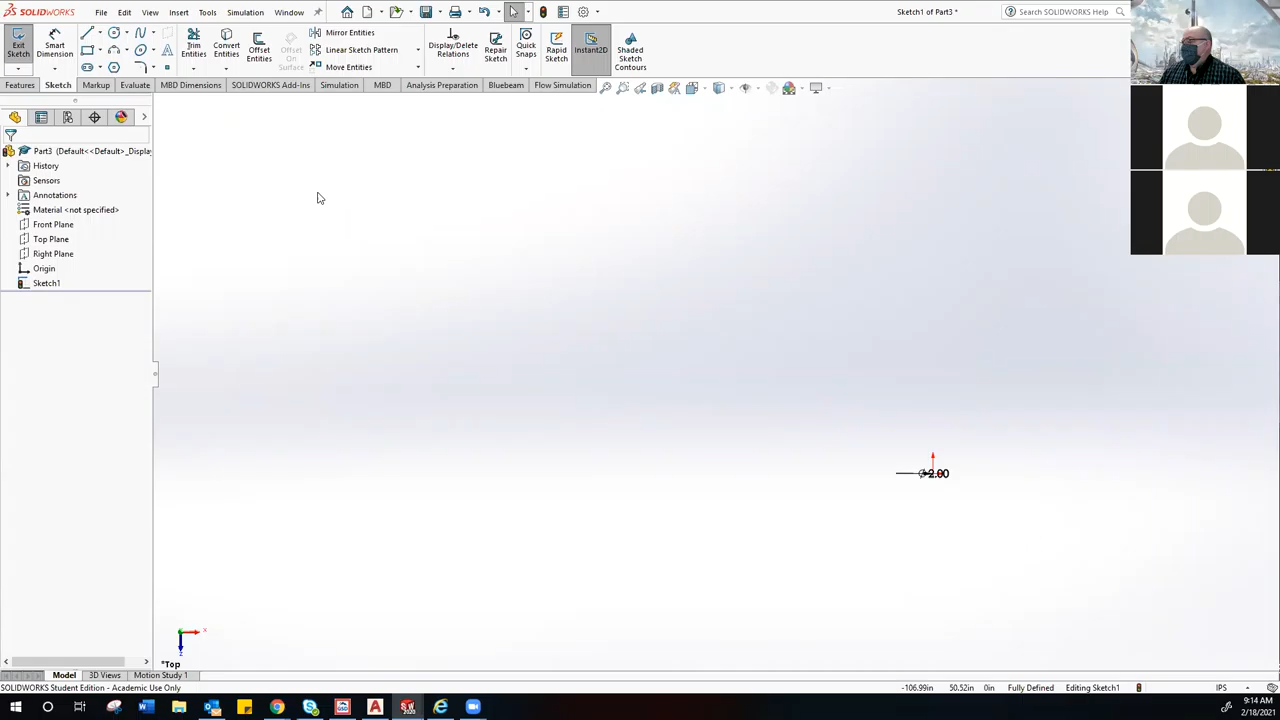 SOLIDWORKS File Edit View Insert Tools Simulation Window
Sketch1 of Part3 *
Search SOLIDWORKS Help
Exit Sketch
Smart Dimension
Trim Entities
Convert Entities
Offset Entities
Offset On Surface
Mirror Entities
Linear Sketch Pattern
Move Entities
Display/Delete Relations
Repair Sketch
Quick Snaps
Rapid Sketch
Instant2D
Shaded Sketch Contours
Features Sketch Markup Evaluate MBD Dimensions SOLIDWORKS Add-Ins Simulation MBD Analysis Preparation Bluebeam Flow Simulation
Part3 (Default<<Default>_Display
History
Sensors
Annotations
Material <not specified>
Front Plane
Top Plane
Right Plane
Origin
Sketch1
⌀2.00
X
Z
*Top
Model 3D Views Motion Study 1
SOLIDWORKS Student Edition - Academic Use Only
-106.99in 50.52in 0in Fully Defined Editing Sketch1 IPS
9:14 AM
2/18/2021